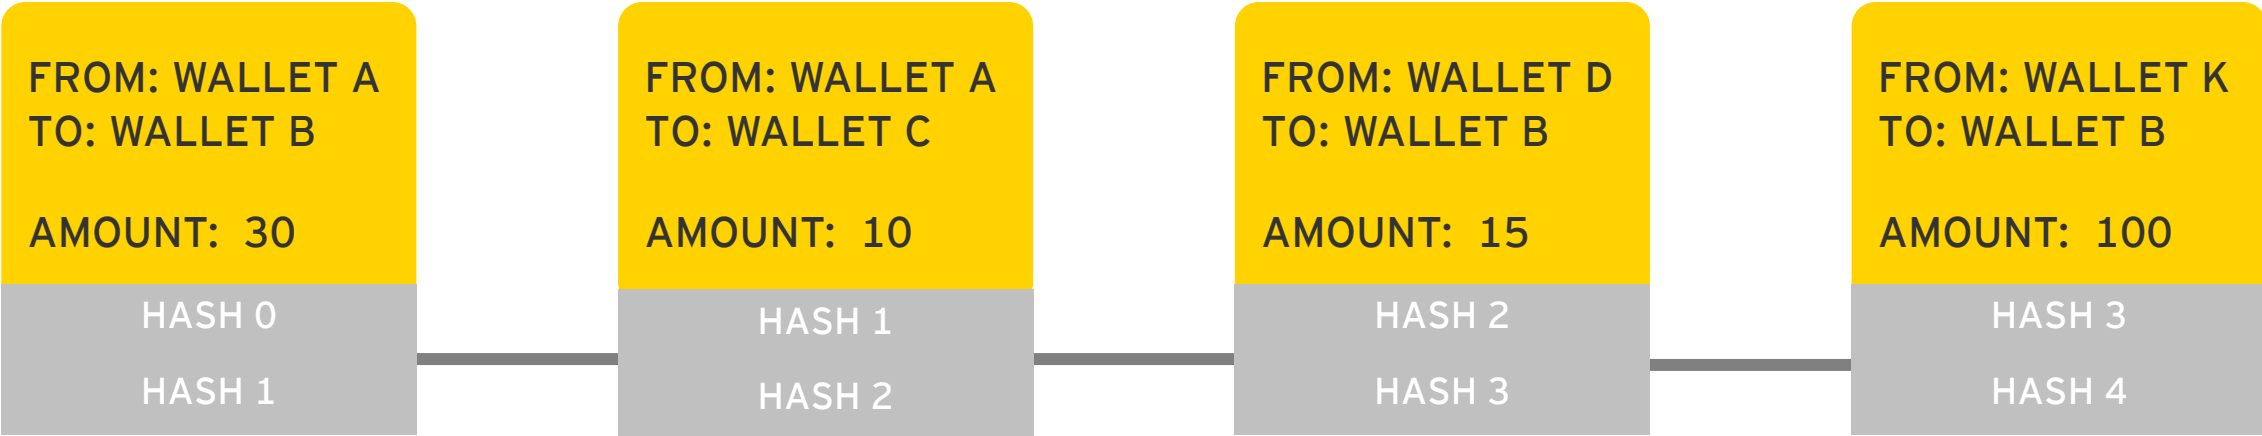 FROM: WALLET A
TO: WALLET B
AMOUNT: 30
HASH 0
HASH 1
FROM: WALLET A
TO: WALLET C
AMOUNT: 10
HASH 1
HASH 2
FROM: WALLET D
TO: WALLET B
AMOUNT: 15
HASH 2
HASH 3
FROM: WALLET K
TO: WALLET B
AMOUNT: 100
HASH 3
HASH 4